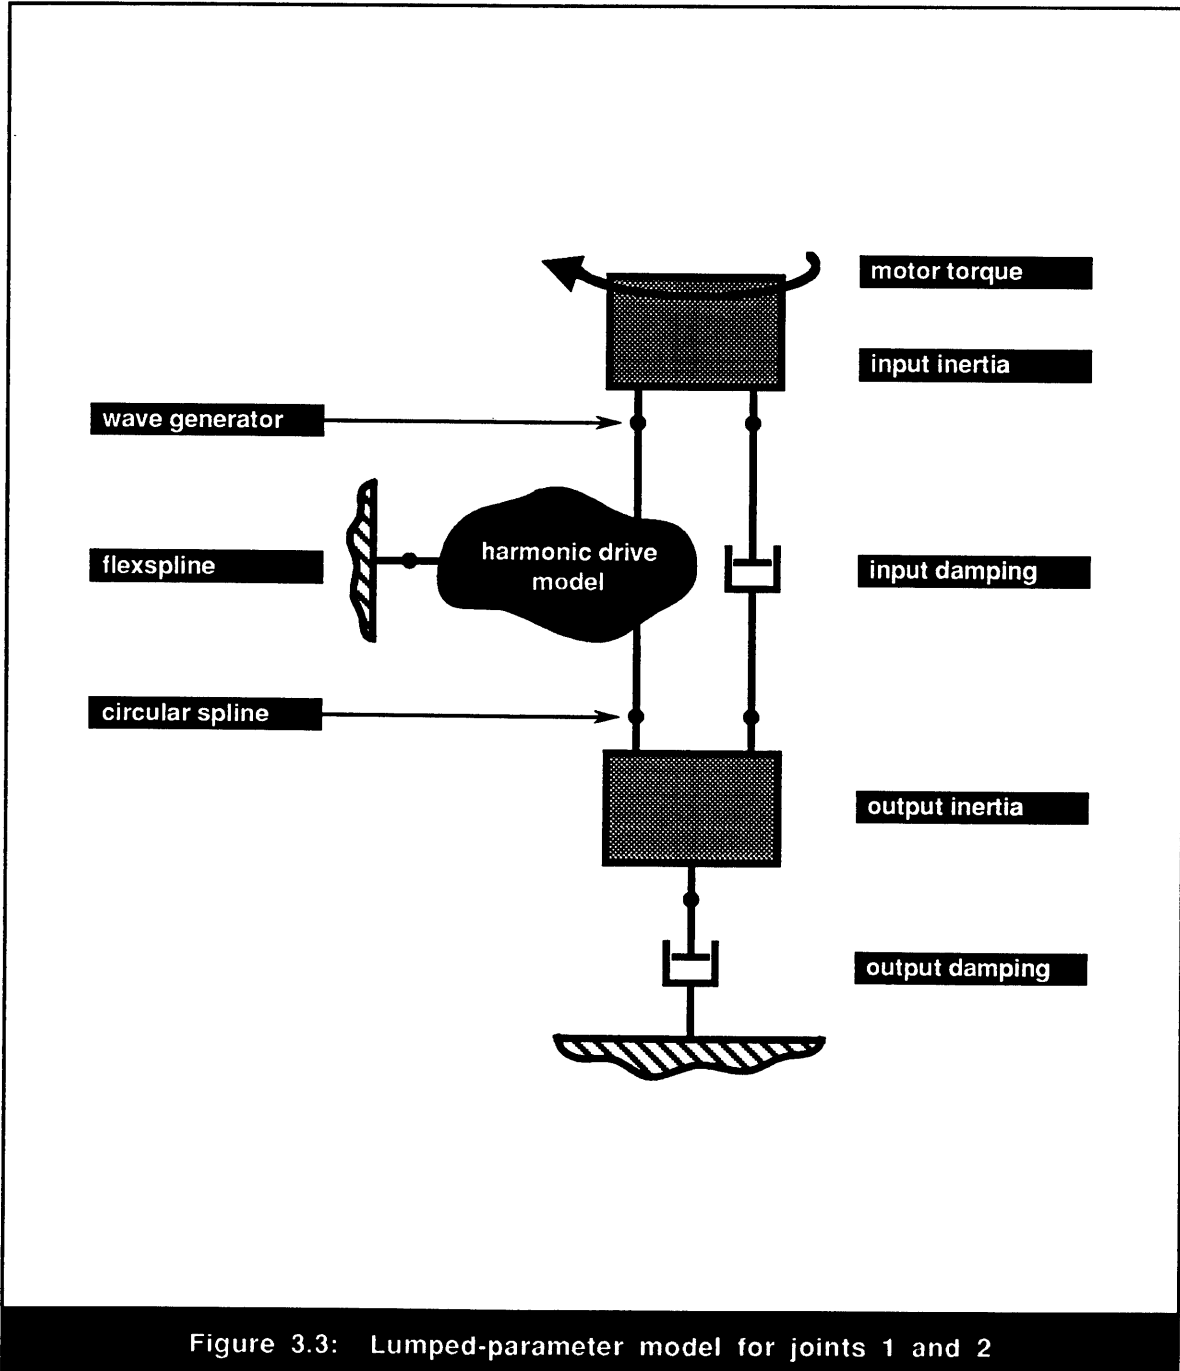 motor torque
input inertia
wave generator
harmonic drive
model
flexspline
input damping
circular spline
output inertia
output damping
Figure 3.3: Lumped-parameter model for joints 1 and 2